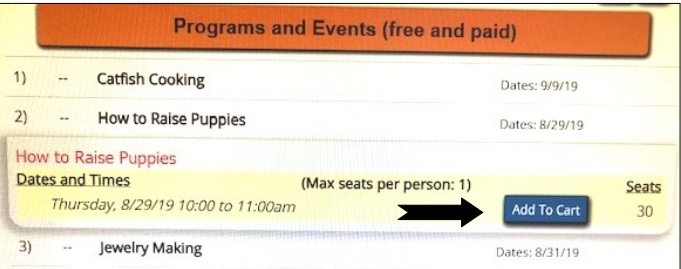 Programs and Events (free and paid)
1) -- Catfish Cooking Dates: 9/9/19
2) -- How to Raise Puppies Dates: 8/29/19
How to Raise Puppies
Dates and Times (Max seats per person: 1) Seats
Thursday, 8/29/19 10:00 to 11:00am Add To Cart 30
3) -- Jewelry Making Dates: 8/31/19